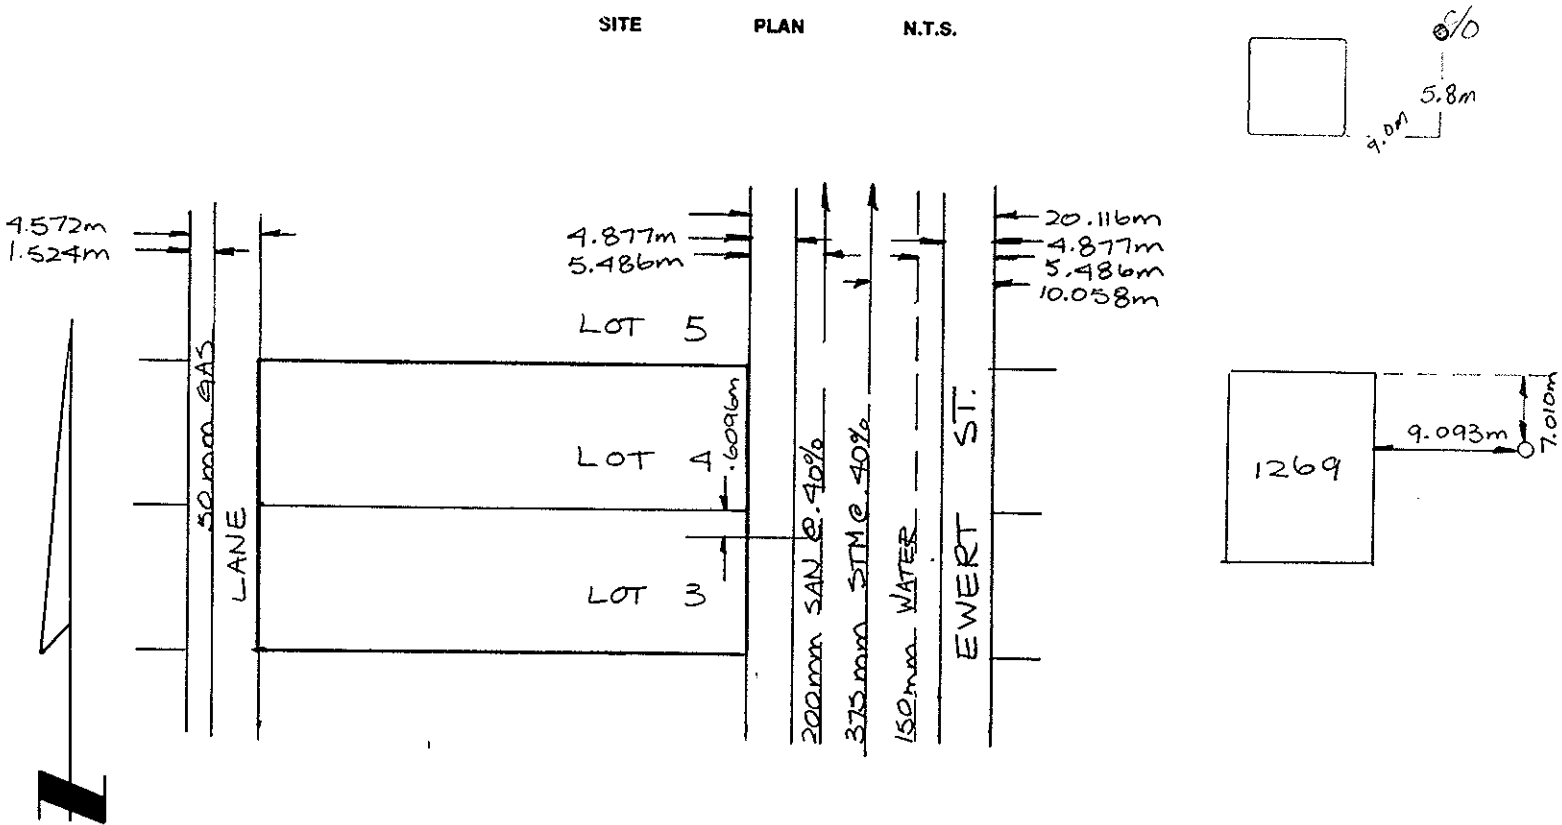 SITE PLAN N.T.S.
C/O
5.8m
9.0m
4.572m
1.524m
4.877m
5.486m
20.116m
4.877m
5.486m
10.058m
LOT 5
50mm GAS
LANE
LOT 4
.6096m
LOT 3
200mm SAN @ .40%
375mm STM @ .40%
150mm WATER
EWERT ST.
1269
9.093m
7.010m
N